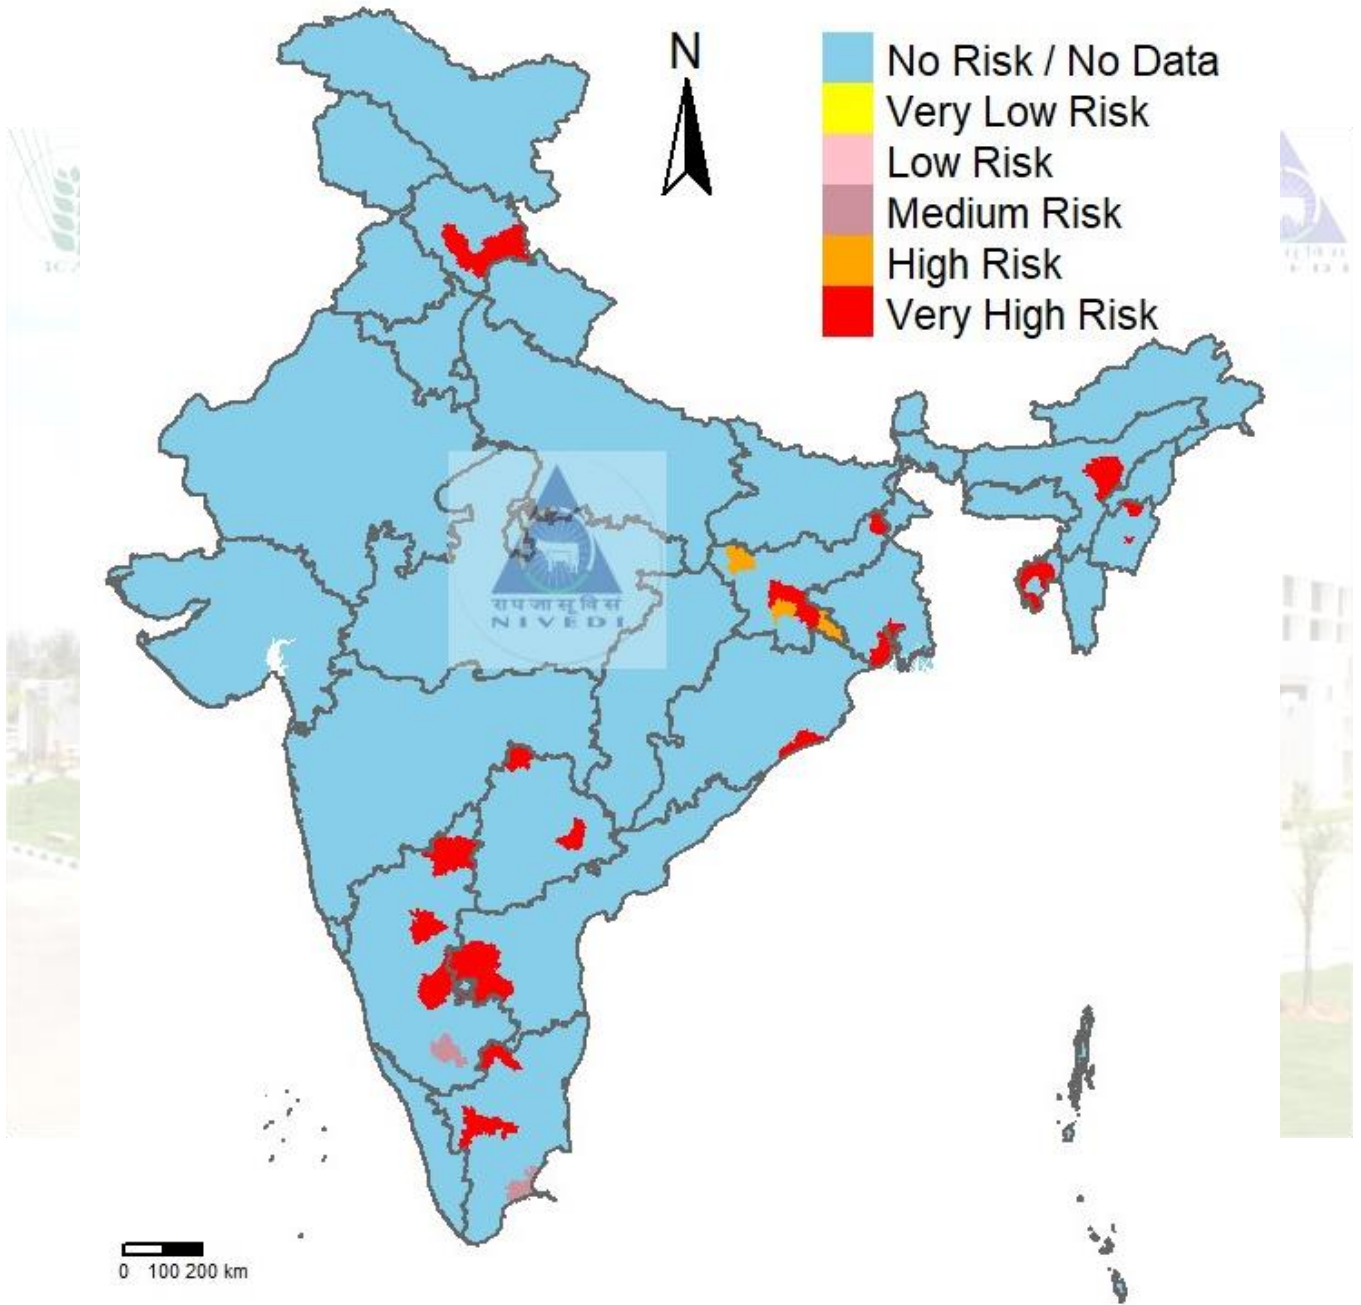 N
No Risk / No Data
Very Low Risk
Low Risk
Medium Risk
High Risk
Very High Risk
रापजासूविसं
NIVEDI
0 100 200 km